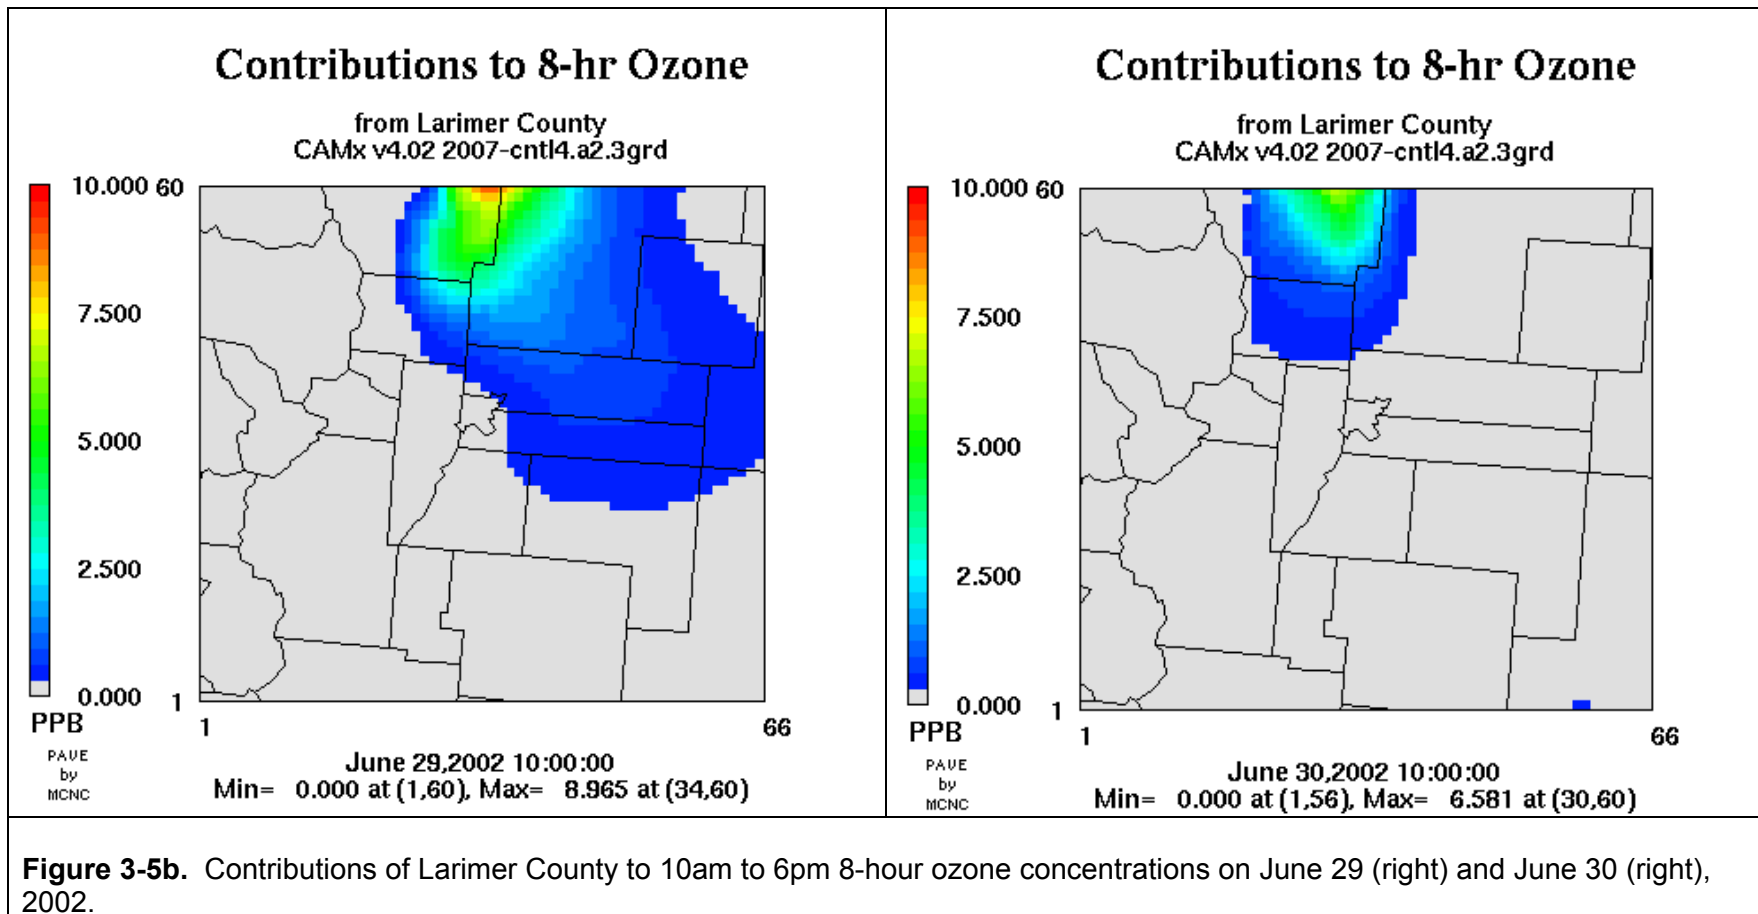 Contributions to 8-hr Ozone
from Larimer County
CAMx v4.02 2007-cntl4.a2.3grd
10.000
7.500
5.000
2.500
0.000
PPB
PAVE
by
MCNC
60
1
1
66
June 29,2002 10:00:00
Min= 0.000 at (1,60), Max= 8.965 at (34,60)
Contributions to 8-hr Ozone
from Larimer County
CAMx v4.02 2007-cntl4.a2.3grd
10.000
7.500
5.000
2.500
0.000
PPB
PAVE
by
MCNC
60
1
1
66
June 30,2002 10:00:00
Min= 0.000 at (1,56), Max= 6.581 at (30,60)
Figure 3-5b. Contributions of Larimer County to 10am to 6pm 8-hour ozone concentrations on June 29 (right) and June 30 (right),
2002.